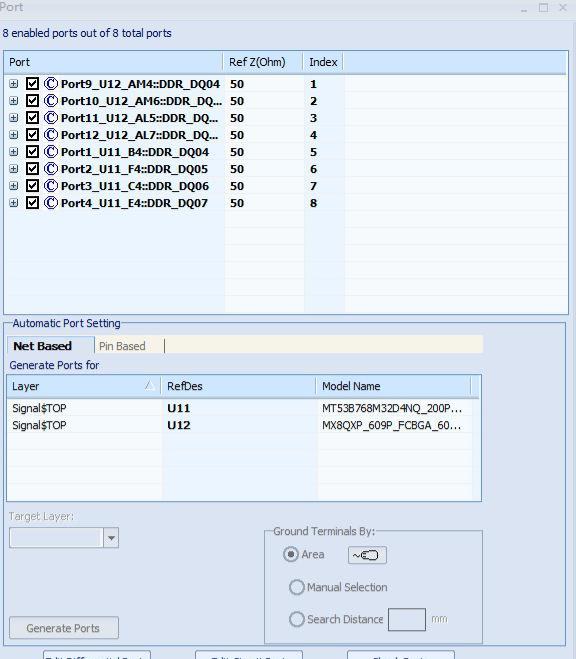 Port
8 enabled ports out of 8 total ports
Port Ref Z(Ohm) Index
Port9_U12_AM4::DDR_DQ04 50 1
Port10_U12_AM6::DDR_DQ... 50 2
Port11_U12_AL5::DDR_DQ... 50 3
Port12_U12_AL7::DDR_DQ... 50 4
Port1_U11_B4::DDR_DQ04 50 5
Port2_U11_F4::DDR_DQ05 50 6
Port3_U11_C4::DDR_DQ06 50 7
Port4_U11_E4::DDR_DQ07 50 8
Automatic Port Setting
Net Based Pin Based
Generate Ports for
Layer RefDes Model Name
Signal$TOP U11 MT53B768M32D4NQ_200P...
Signal$TOP U12 MX8QXP_609P_FCBGA_60...
Target Layer:
Ground Terminals By:
Area
Manual Selection
Search Distance mm
Generate Ports